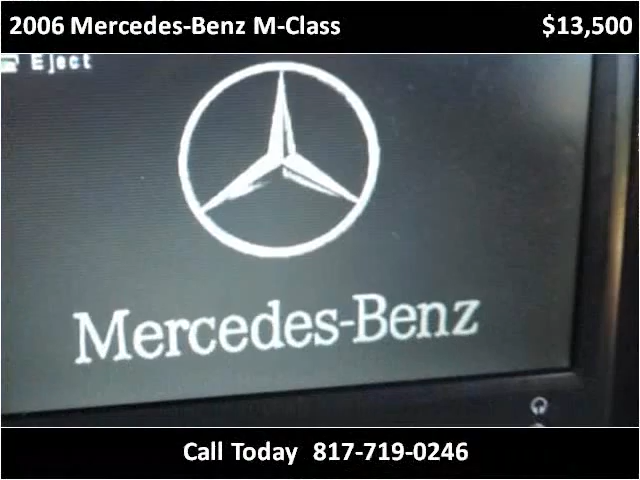 2006 Mercedes-Benz M-Class $13,500
Eject
Mercedes-Benz
Call Today 817-719-0246